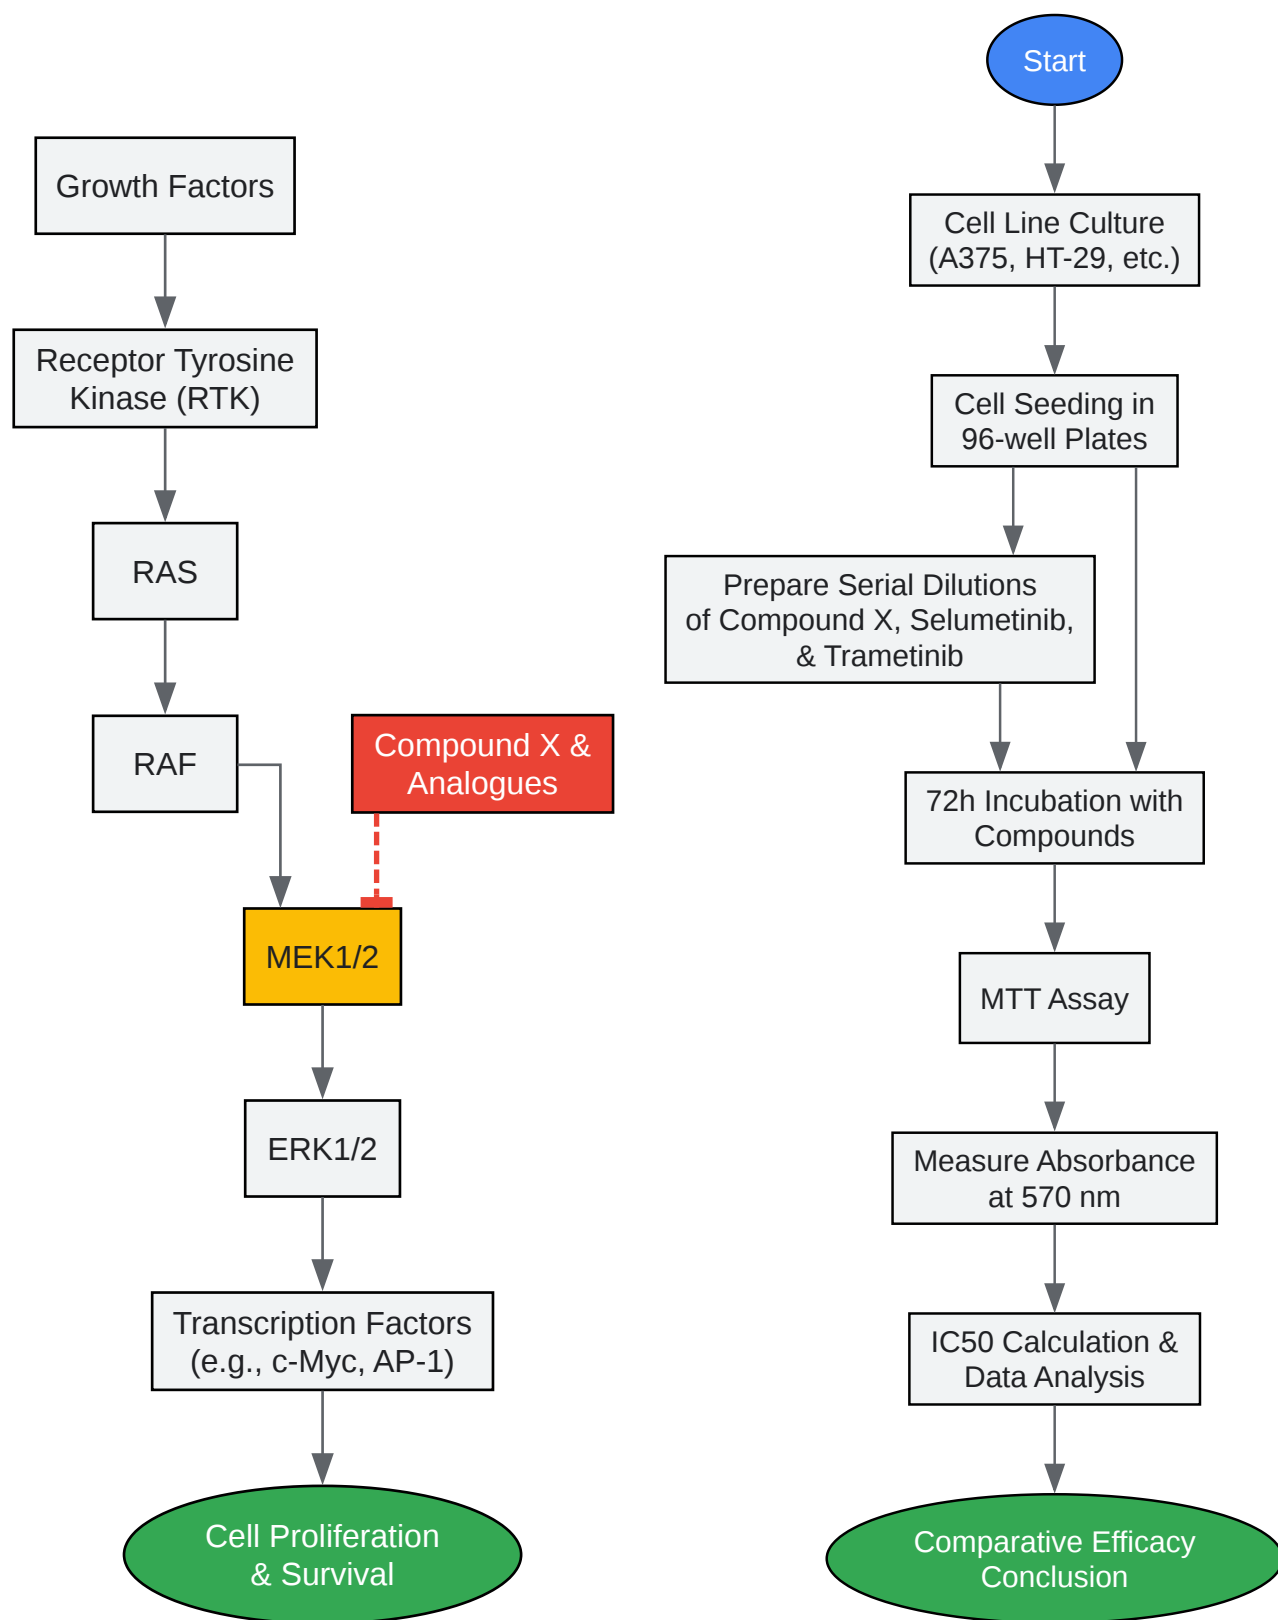 Growth Factors
Receptor Tyrosine
Kinase (RTK)
RAS
RAF
Compound X &
Analogues
MEK1/2
ERK1/2
Transcription Factors
(e.g., c-Myc, AP-1)
Cell Proliferation
& Survival
Start
Cell Line Culture
(A375, HT-29, etc.)
Cell Seeding in
96-well Plates
Prepare Serial Dilutions
of Compound X, Selumetinib,
& Trametinib
72h Incubation with
Compounds
MTT Assay
Measure Absorbance
at 570 nm
IC50 Calculation &
Data Analysis
Comparative Efficacy
Conclusion